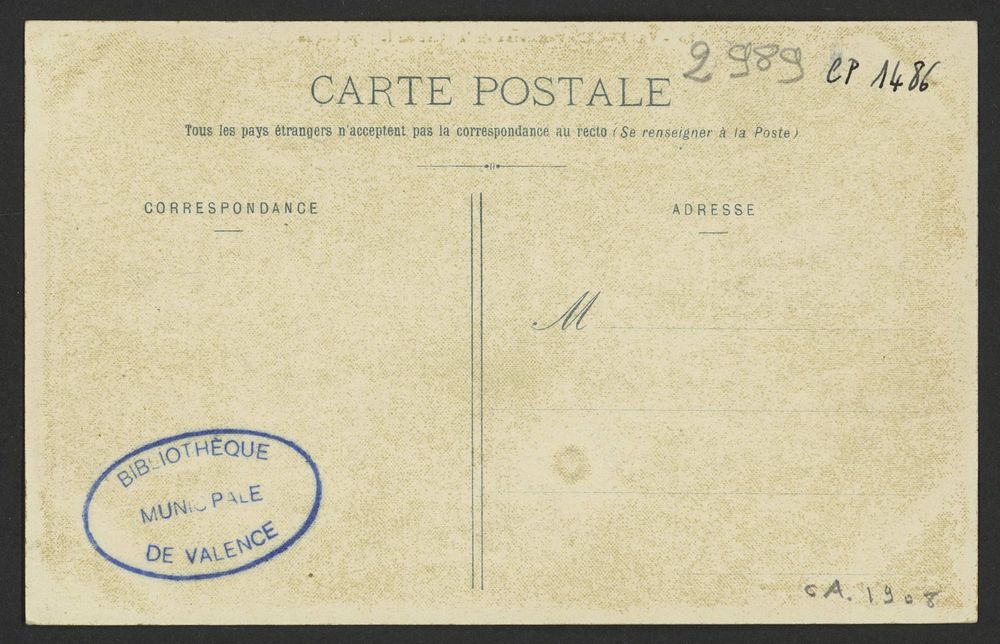 CARTE POSTALE
2989 CP 1486
Tous les pays étrangers n'acceptent pas la correspondance au recto (Se renseigner à la Poste)
CORRESPONDANCE
ADRESSE
M
BIBLIOTHÈQUE
MUNICIPALE
DE VALENCE
CA. 1908